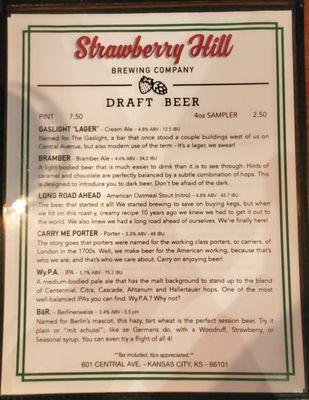 Strawberry Hill
BREWING COMPANY
DRAFT BEER
PINT 7.50 4oz SAMPLER 2.50
GASLIGHT "LAGER" - Cream Ale - 4.8% ABV - 12.5 IBU
Named for The Gaslight, a bar that once stood a couple buildings west of us on
Central Avenue, but also modern use of the term - It's a lager, we swear!
BRAMBER - Bramber Ale - 4.6% ABV - 34.2 IBU
A light-bodied beer that is much easier to drink than it is to see through. Hints of
caramel and chocolate are perfectly balanced by a subtle combination of hops. This
is designed to introduce you to dark beer. Don't be afraid of the dark.
LONG ROAD AHEAD - American Oatmeal Stout (nitro) - 4.8% ABV - 43.7 IBU
The beer that started it all! We started brewing to save on buying kegs, but when
we hit on this roasty, creamy recipe 10 years ago we knew we had to get it out to
the world. We also knew we had a long road ahead of ourselves. We're finally here!
CARRY ME PORTER - Porter - 5.2% ABV - 48 IBU
The story goes that porters were named for the working class porters, or carriers, of
London in the 1700s. Well, we make beer for the American working, because that's
who we are, and that's who we care about. Carry on enjoying beer!
Wy.P.A. - IPA - 5.7% ABV - 75.2 IBU
A medium-bodied pale ale that has the malt background to stand up to the blend
of Centennial, Citra, Cascade, Ahtanum and Hallertauer hops. One of the most
well-balanced IPAs you can find. Wy.P.A.? Why not?
BäR. - Berlinerweiss - 3.4% ABV - 3.5 pH
Named for Berlin's mascot, this hazy, tart wheat is the perfect session beer. Try it
plain or "mit schuss!", like ze Germans do, with a Woodruff, Strawberry, or
Seasonal syrup. You can even try a flight of all 4!
*Tax included, tips appreciated.**
601 CENTRAL AVE. - KANSAS CITY, KS - 66101